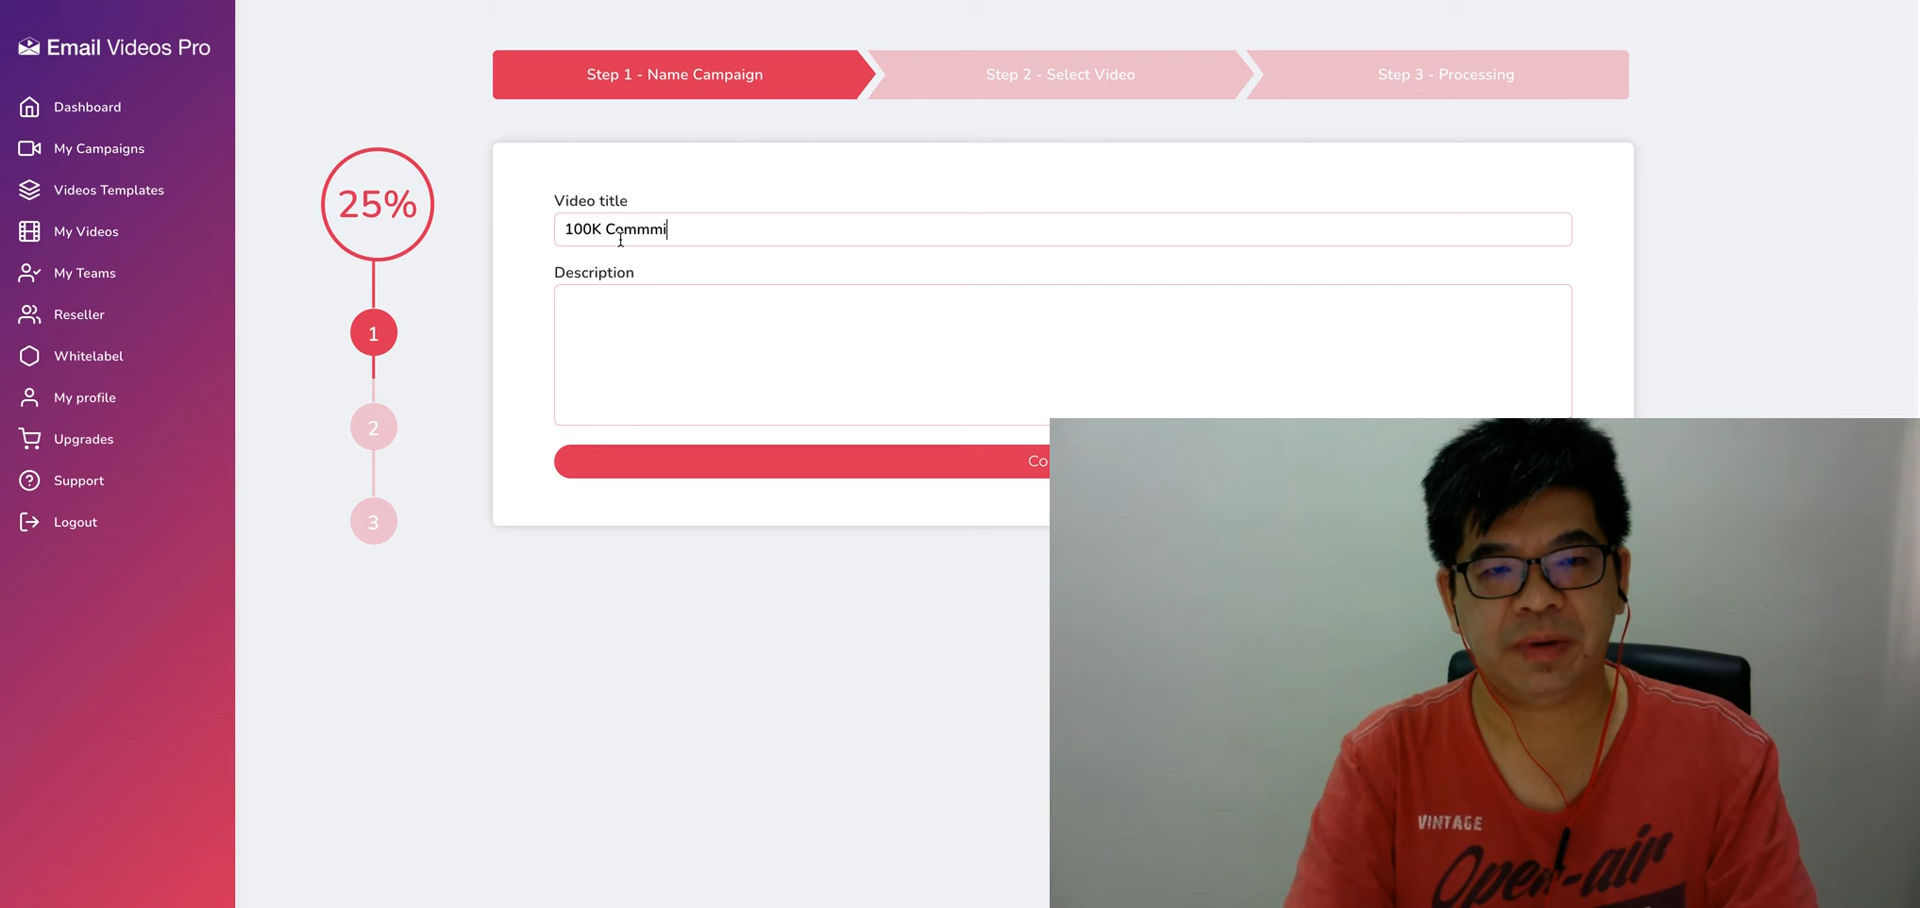 Email Videos Pro
Dashboard
My Campaigns
Videos Templates
My Videos
My Teams
Reseller
Whitelabel
My profile
Upgrades
Support
Logout
Step 1 - Name Campaign
Step 2 - Select Video
Step 3 - Processing
25%
1
2
3
Video title
100K Commmi
Description
Co
VINTAGE
Open-air